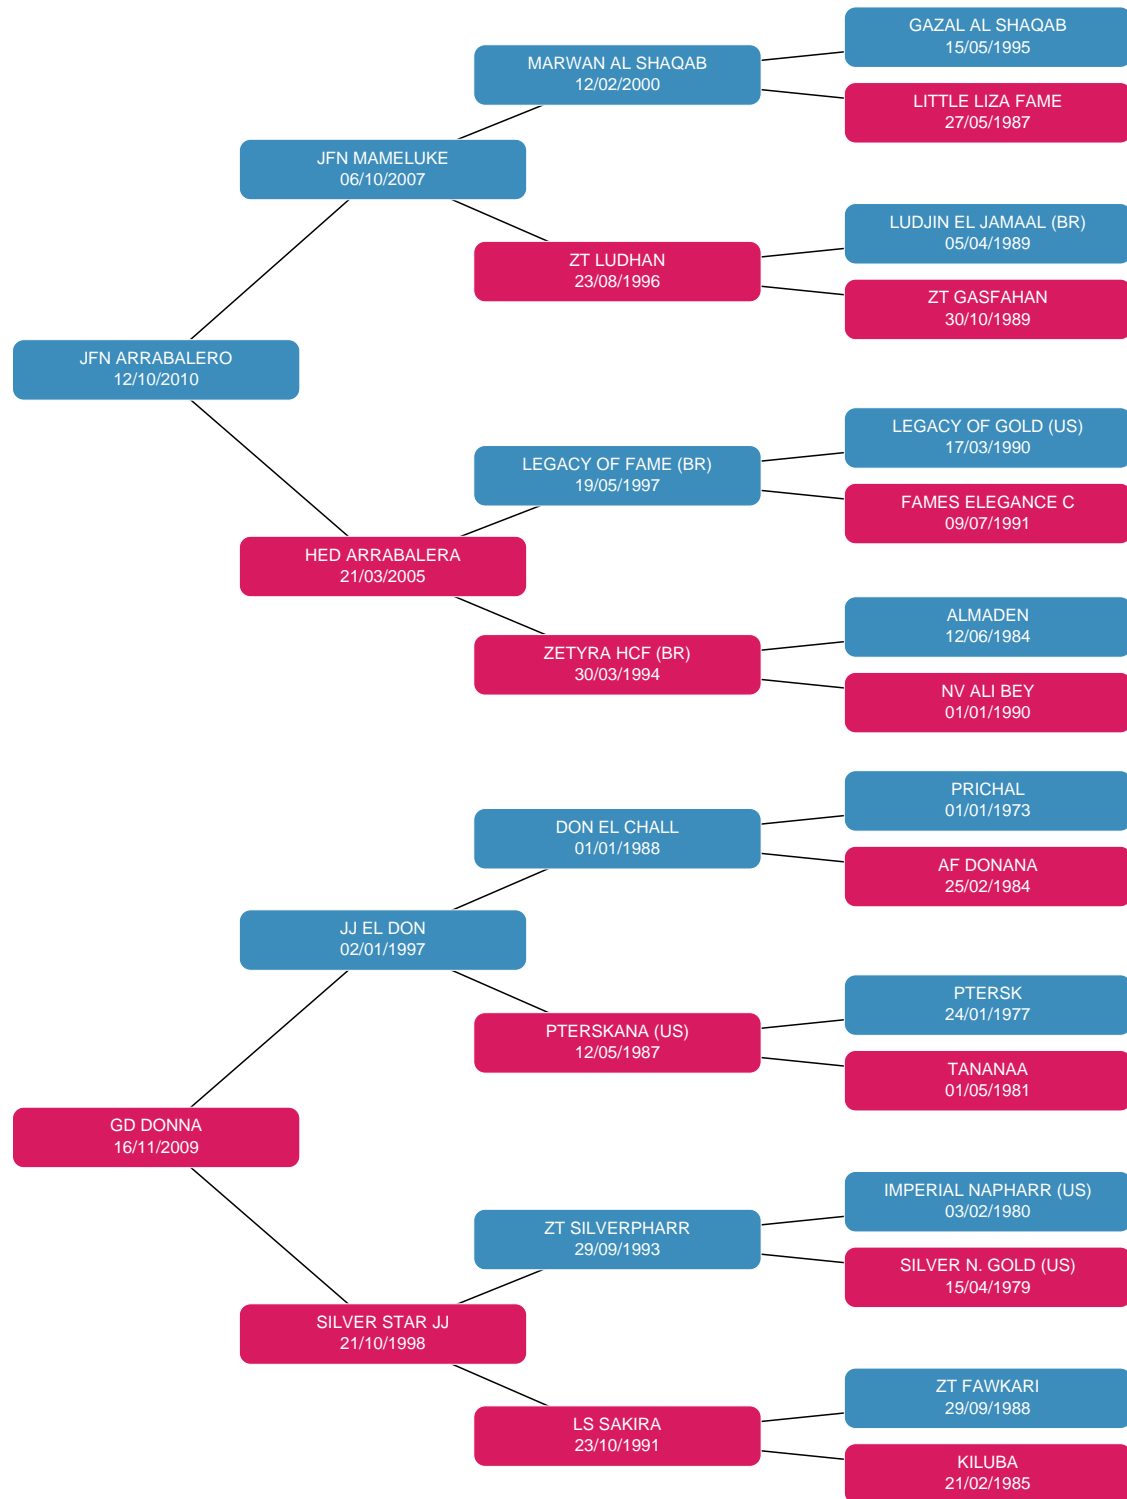 GAZAL AL SHAQAB
15/05/1995
MARWAN AL SHAQAB
12/02/2000
LITTLE LIZA FAME
27/05/1987
JFN MAMELUKE
06/10/2007
LUDJIN EL JAMAAL (BR)
05/04/1989
ZT LUDHAN
23/08/1996
ZT GASFAHAN
30/10/1989
JFN ARRABALERO
12/10/2010
LEGACY OF GOLD (US)
17/03/1990
LEGACY OF FAME (BR)
19/05/1997
FAMES ELEGANCE C
09/07/1991
HED ARRABALERA
21/03/2005
ALMADEN
12/06/1984
ZETYRA HCF (BR)
30/03/1994
NV ALI BEY
01/01/1990
PRICHAL
01/01/1973
DON EL CHALL
01/01/1988
AF DONANA
25/02/1984
JJ EL DON
02/01/1997
PTERSK
24/01/1977
PTERSKANA (US)
12/05/1987
TANANAA
01/05/1981
GD DONNA
16/11/2009
IMPERIAL NAPHARR (US)
03/02/1980
ZT SILVERPHARR
29/09/1993
SILVER N. GOLD (US)
15/04/1979
SILVER STAR JJ
21/10/1998
ZT FAWKARI
29/09/1988
LS SAKIRA
23/10/1991
KILUBA
21/02/1985